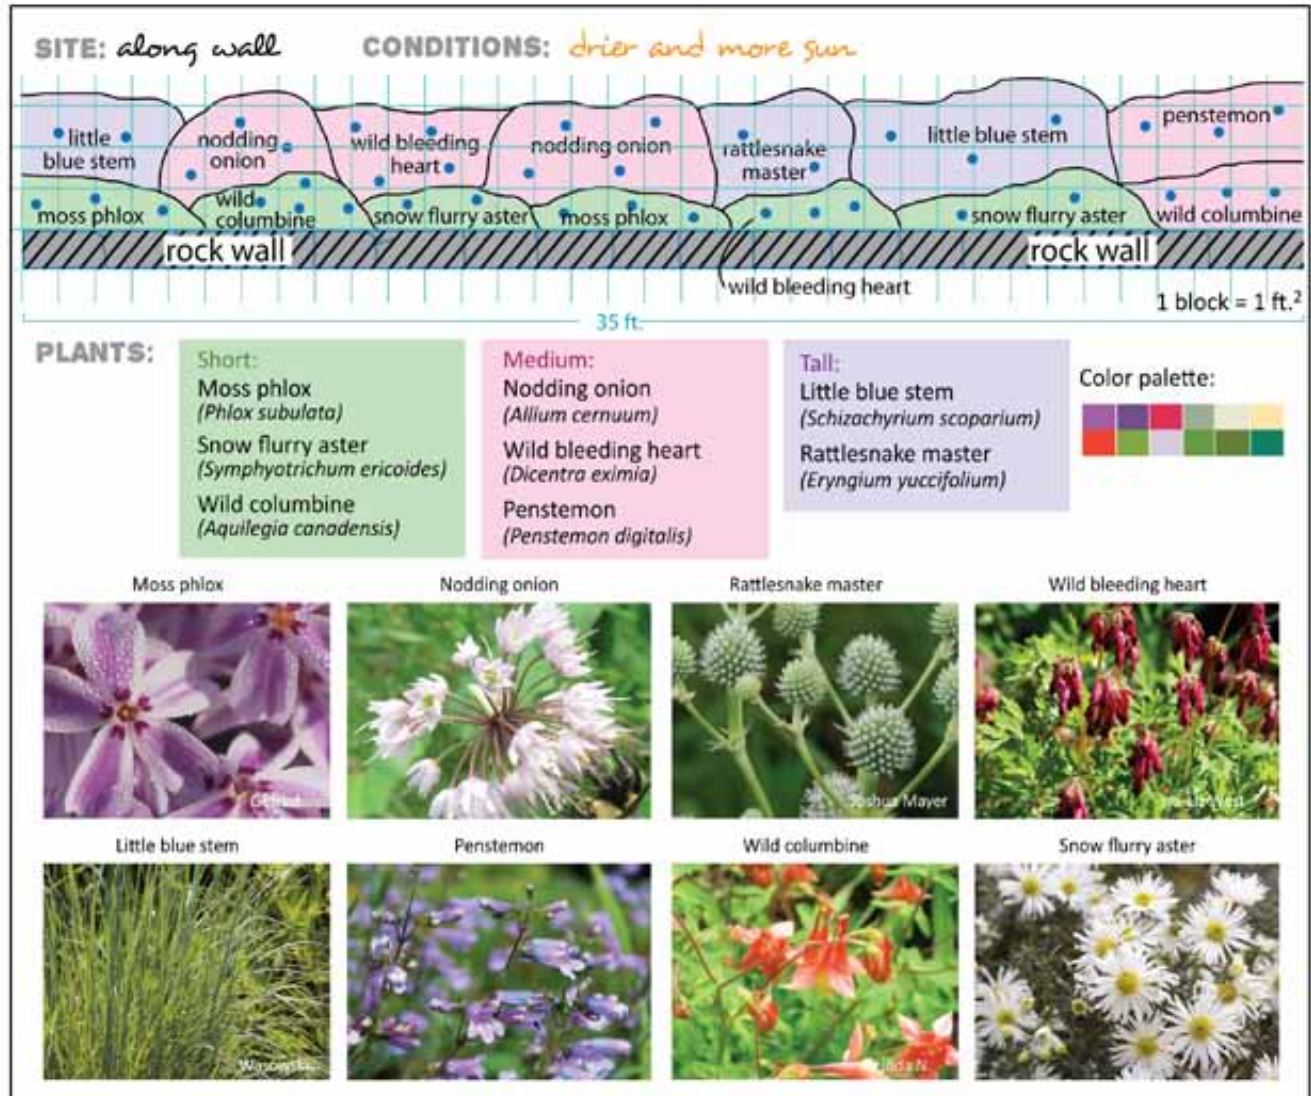 SITE: along wall CONDITIONS: drier and more sun
little
blue stem
nodding
onion
wild bleeding
heart
nodding onion
rattlesnake
master
little blue stem
penstemon
moss phlox
wild
columbine
snow flurry aster
moss phlox
snow flurry aster
wild columbine
rock wall
rock wall
wild bleeding heart
1 block = 1 ft.²
35 ft.
PLANTS:
Short:
Moss phlox
(Phlox subulata)
Snow flurry aster
(Symphyotrichum ericoides)
Wild columbine
(Aquilegia canadensis)
Medium:
Nodding onion
(Allium cernuum)
Wild bleeding heart
(Dicentra eximia)
Penstemon
(Penstemon digitalis)
Tall:
Little blue stem
(Schizachyrium scoparium)
Rattlesnake master
(Eryngium yuccifolium)
Color palette:
Moss phlox
Nodding onion
Rattlesnake master
Wild bleeding heart
Joshua Mayer
Little blue stem
Penstemon
Wild columbine
Snow flurry aster